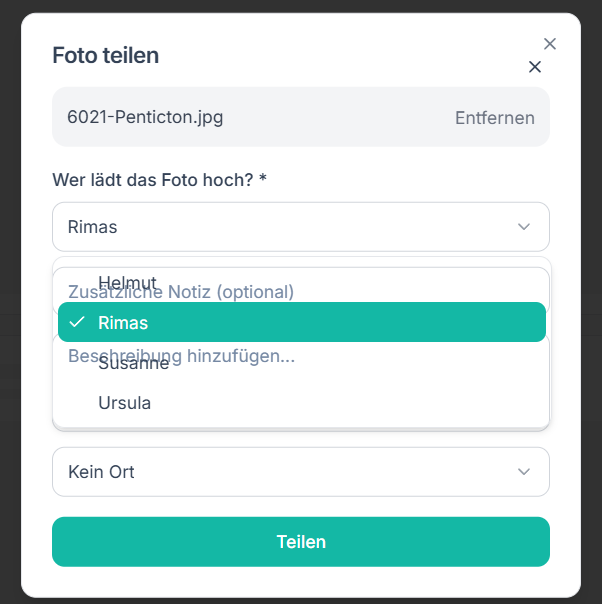 Foto teilen
6021-Penticton.jpg Entfernen
Wer lädt das Foto hoch? *
Rimas
Helmut
Zusätzliche Notiz (optional)
Rimas
Beschreibung hinzufügen...
Susanne
Ursula
Kein Ort
Teilen